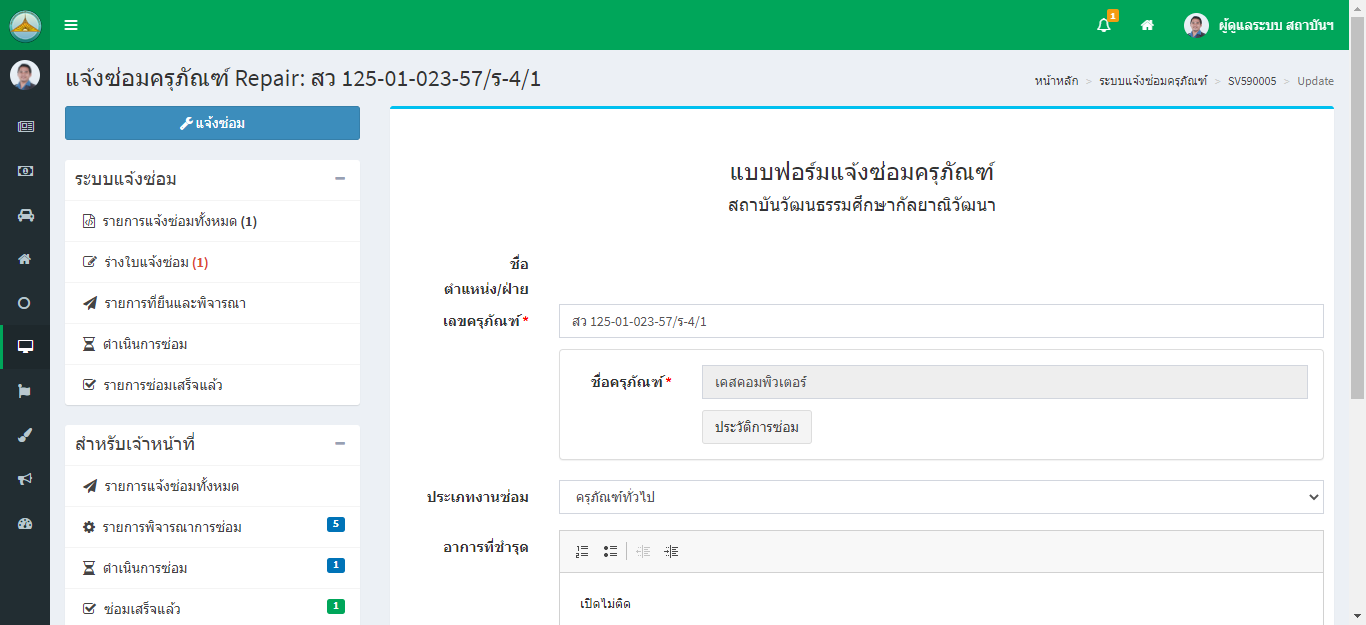 1
ผู้ดูแลระบบ สถาบันฯ
แจ้งซ่อมครุภัณฑ์ Repair: สว 125-01-023-57/ร-4/1
หน้าหลัก > ระบบแจ้งซ่อมครุภัณฑ์ > SV590005 > Update
แจ้งซ่อม
ระบบแจ้งซ่อม
รายการแจ้งซ่อมทั้งหมด (1)
ร่างใบแจ้งซ่อม (1)
รายการที่ยื่นและพิจารณา
ดำเนินการซ่อม
รายการซ่อมเสร็จแล้ว
สำหรับเจ้าหน้าที่
รายการแจ้งซ่อมทั้งหมด
รายการพิจารณาการซ่อม 5
ดำเนินการซ่อม 1
ซ่อมเสร็จแล้ว 1
แบบฟอร์มแจ้งซ่อมครุภัณฑ์
สถาบันวัฒนธรรมศึกษากัลยาณิวัฒนา
ชื่อ
ตำแหน่ง/ฝ่าย
เลขครุภัณฑ์* สว 125-01-023-57/ร-4/1
ชื่อครุภัณฑ์* เคสคอมพิวเตอร์
ประวัติการซ่อม
ประเภทงานซ่อม ครุภัณฑ์ทั่วไป
อาการที่ชำรุด
เปิดไม่ติด